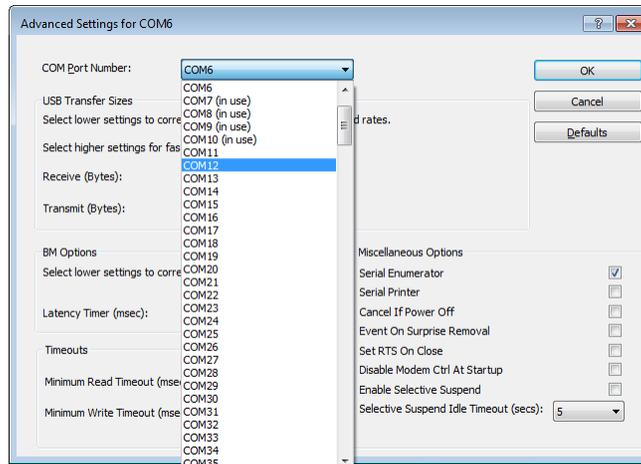 Advanced Settings for COM6
COM Port Number:
COM6
OK
Cancel
Defaults
COM6
COM7 (in use)
COM8 (in use)
COM9 (in use)
COM10 (in use)
COM11
COM12
COM13
COM14
COM15
COM16
COM17
COM18
COM19
COM20
COM21
COM22
COM23
COM24
COM25
COM26
COM27
COM28
COM29
COM30
COM31
COM32
COM33
COM34
COM35
USB Transfer Sizes
Select lower settings to corre
d rates.
Select higher settings for fas
Receive (Bytes):
Transmit (Bytes):
BM Options
Select lower settings to corre
Latency Timer (msec):
Timeouts
Minimum Read Timeout (mse
Minimum Write Timeout (mse
Miscellaneous Options
Serial Enumerator
Serial Printer
Cancel If Power Off
Event On Surprise Removal
Set RTS On Close
Disable Modem Ctrl At Startup
Enable Selective Suspend
Selective Suspend Idle Timeout (secs):
5